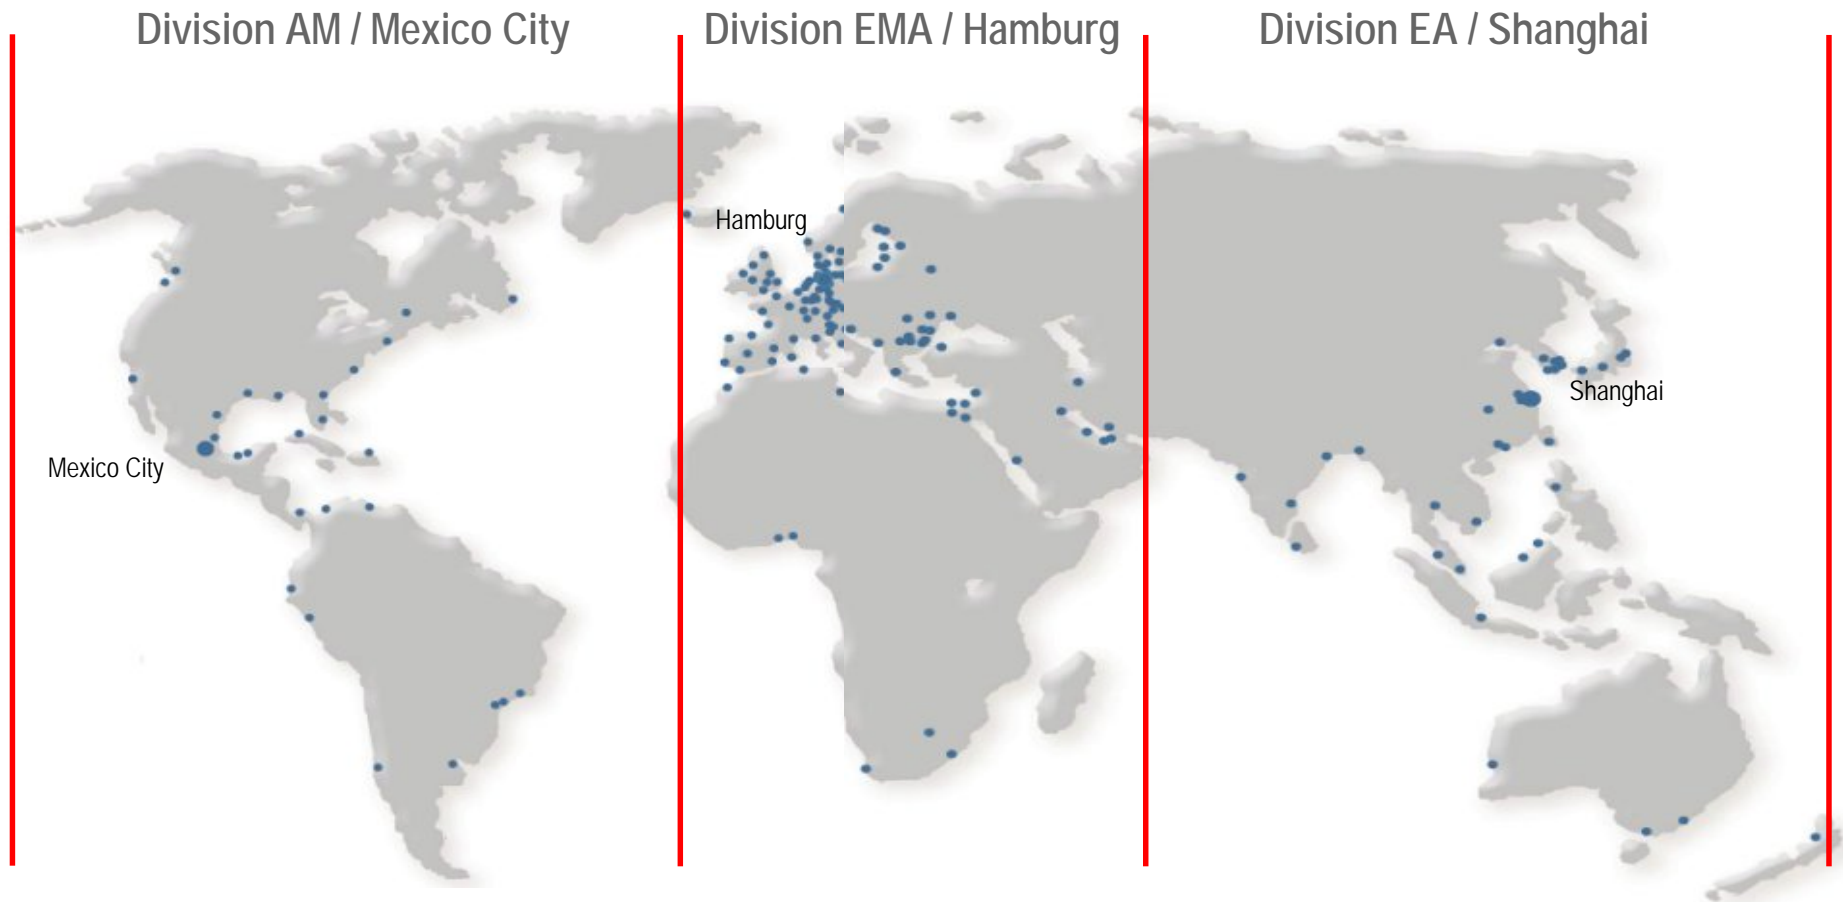 Division AM / Mexico City
Division EMA / Hamburg
Division EA / Shanghai
Hamburg
Shanghai
Mexico City